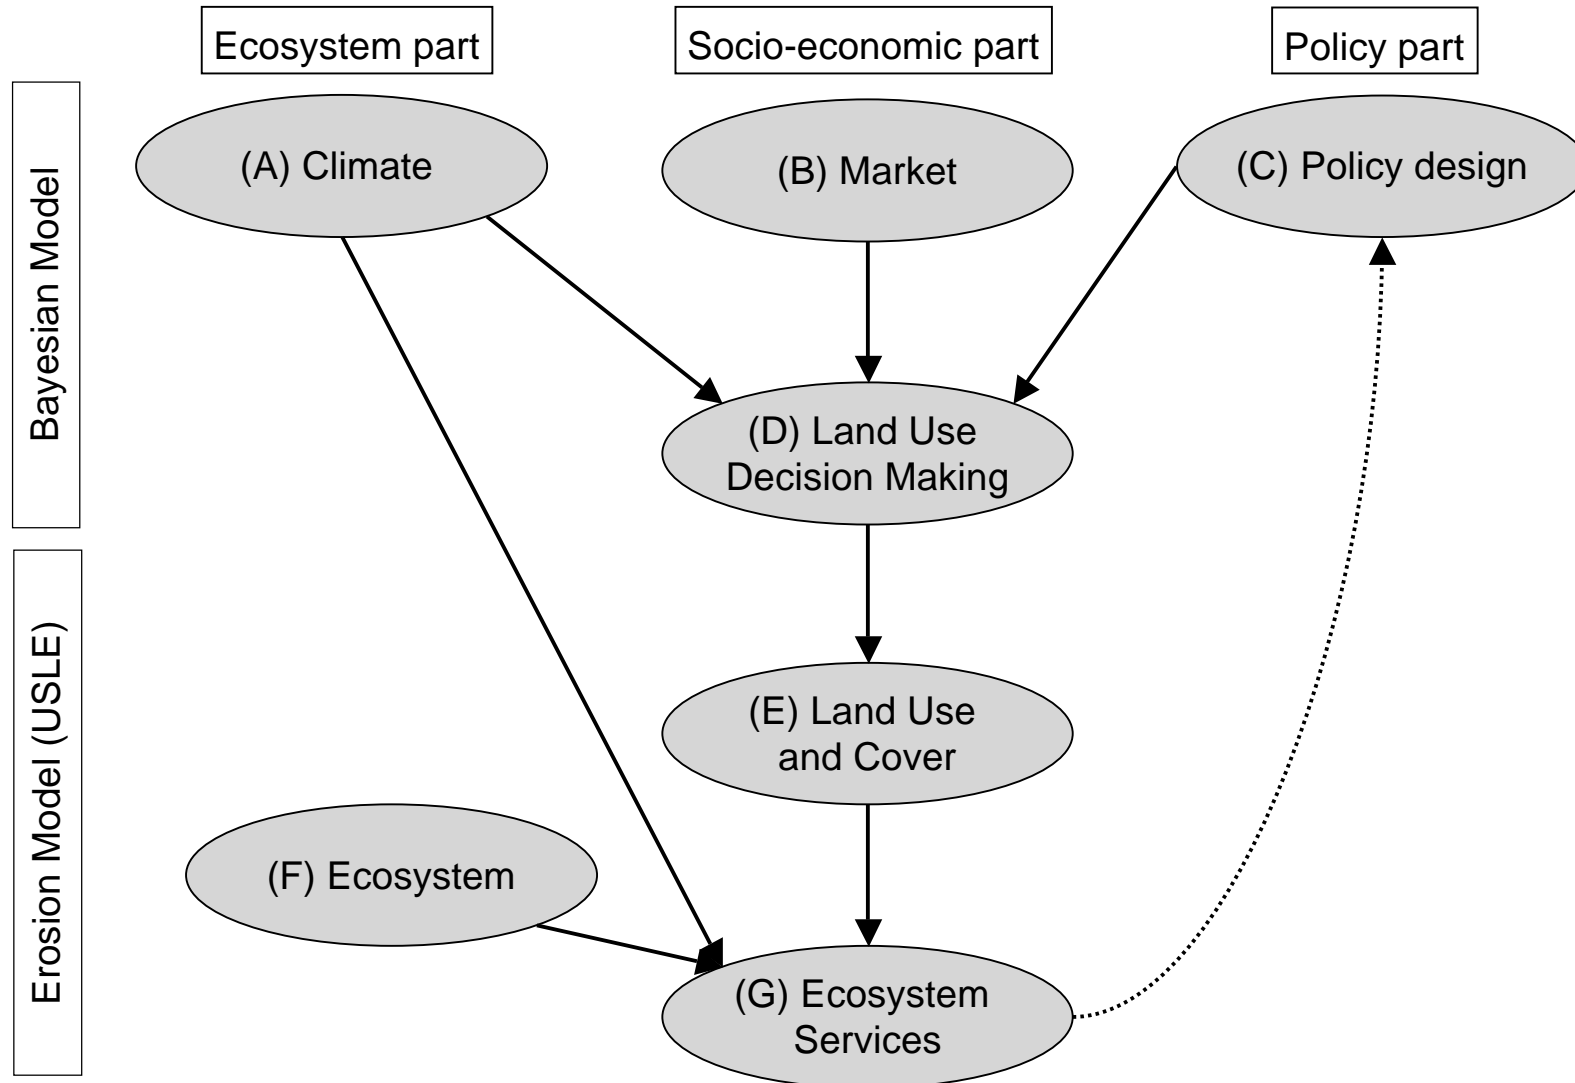 Ecosystem part
Socio-economic part
Policy part
Bayesian Model
(A) Climate
(B) Market
(C) Policy design
(D) Land Use
Decision Making
Erosion Model (USLE)
(E) Land Use
and Cover
(F) Ecosystem
(G) Ecosystem
Services